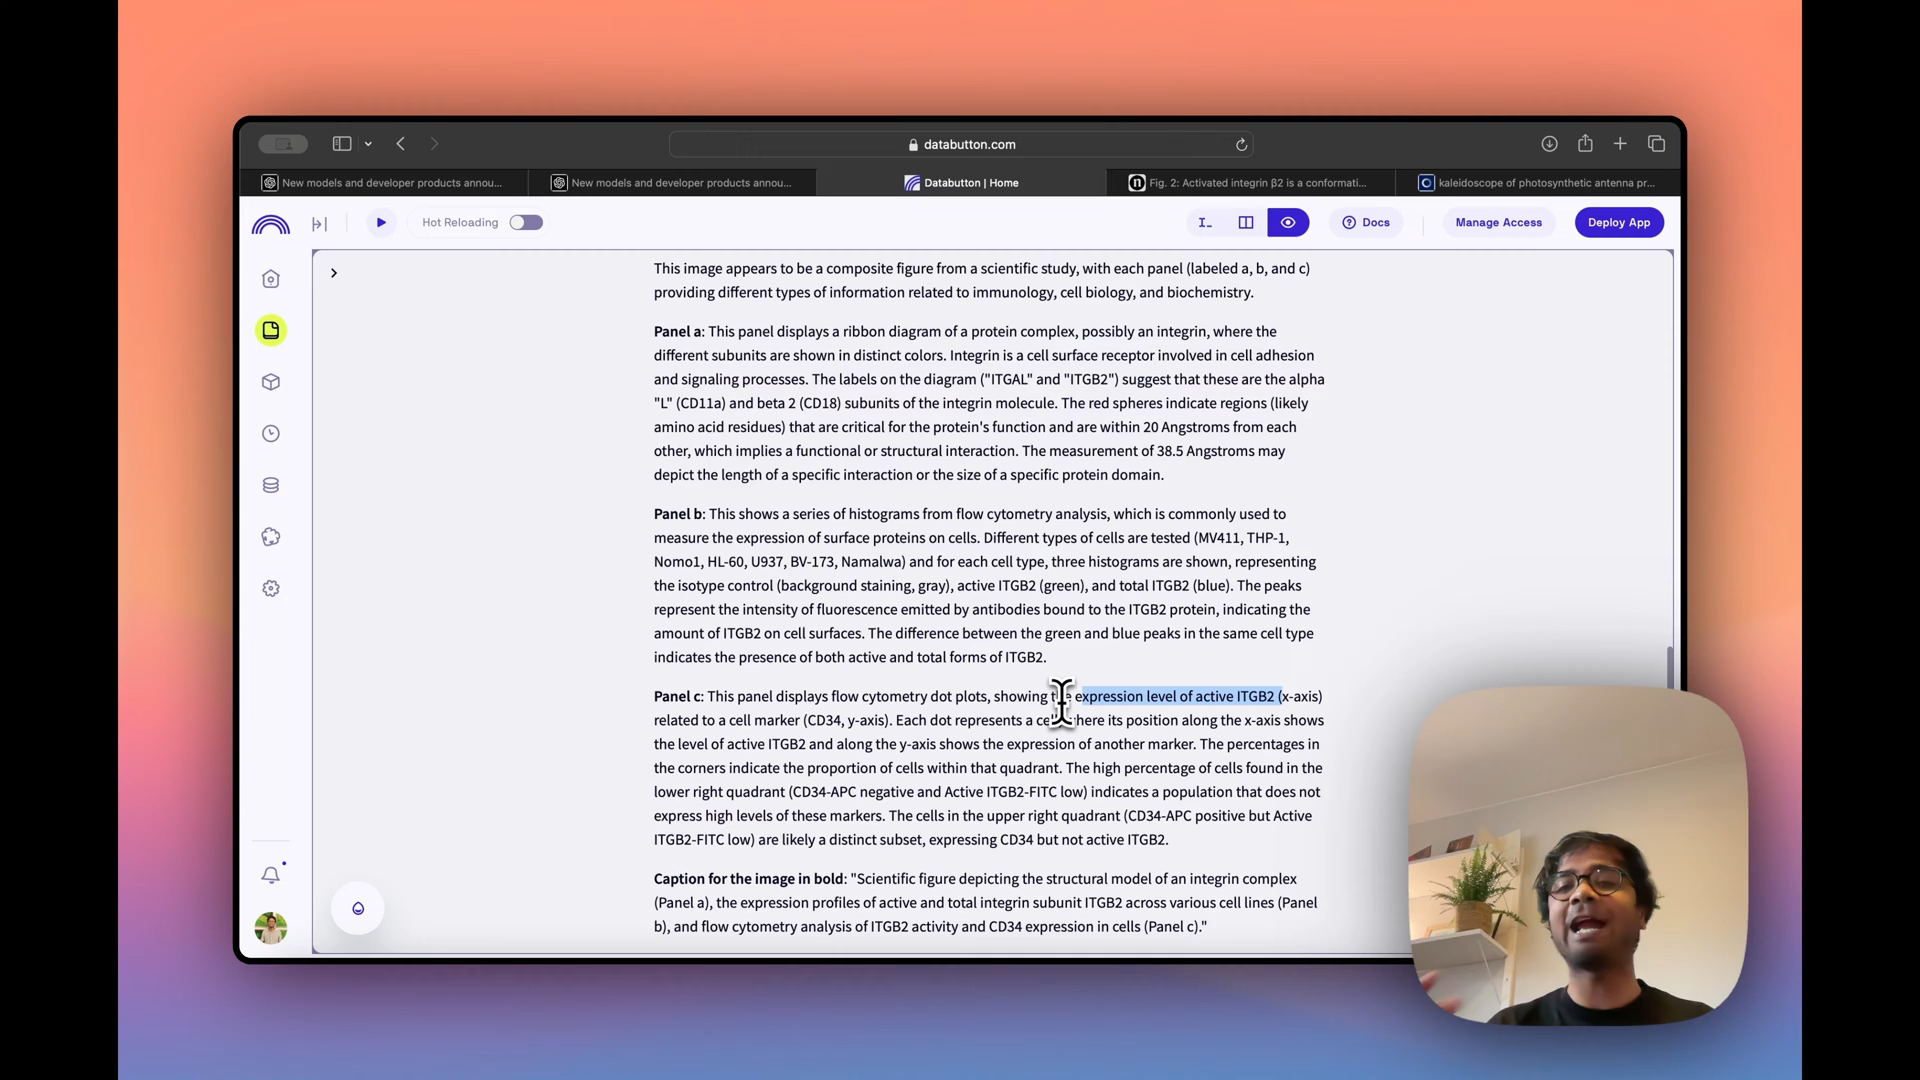 databutton.com
New models and developer products annou...
New models and developer products annou...
Databutton | Home
Fig. 2: Activated integrin β2 is a conformati...
kaleidoscope of photosynthetic antenna pr...
Hot Reloading
Docs
Manage Access
Deploy App
This image appears to be a composite figure from a scientific study, with each panel (labeled a, b, and c)
providing different types of information related to immunology, cell biology, and biochemistry.
Panel a: This panel displays a ribbon diagram of a protein complex, possibly an integrin, where the
different subunits are shown in distinct colors. Integrin is a cell surface receptor involved in cell adhesion
and signaling processes. The labels on the diagram ("ITGAL" and "ITGB2") suggest that these are the alpha
"L" (CD11a) and beta 2 (CD18) subunits of the integrin molecule. The red spheres indicate regions (likely
amino acid residues) that are critical for the protein's function and are within 20 Angstroms from each
other, which implies a functional or structural interaction. The measurement of 38.5 Angstroms may
depict the length of a specific interaction or the size of a specific protein domain.
Panel b: This shows a series of histograms from flow cytometry analysis, which is commonly used to
measure the expression of surface proteins on cells. Different types of cells are tested (MV411, THP-1,
Nomo1, HL-60, U937, BV-173, Namalwa) and for each cell type, three histograms are shown, representing
the isotype control (background staining, gray), active ITGB2 (green), and total ITGB2 (blue). The peaks
represent the intensity of fluorescence emitted by antibodies bound to the ITGB2 protein, indicating the
amount of ITGB2 on cell surfaces. The difference between the green and blue peaks in the same cell type
indicates the presence of both active and total forms of ITGB2.
Panel c: This panel displays flow cytometry dot plots, showing the expression level of active ITGB2 (x-axis)
related to a cell marker (CD34, y-axis). Each dot represents a cell where its position along the x-axis shows
the level of active ITGB2 and along the y-axis shows the expression of another marker. The percentages in
the corners indicate the proportion of cells within that quadrant. The high percentage of cells found in the
lower right quadrant (CD34-APC negative and Active ITGB2-FITC low) indicates a population that does not
express high levels of these markers. The cells in the upper right quadrant (CD34-APC positive but Active
ITGB2-FITC low) are likely a distinct subset, expressing CD34 but not active ITGB2.
Caption for the image in bold: "Scientific figure depicting the structural model of an integrin complex
(Panel a), the expression profiles of active and total integrin subunit ITGB2 across various cell lines (Panel
b), and flow cytometry analysis of ITGB2 activity and CD34 expression in cells (Panel c)."